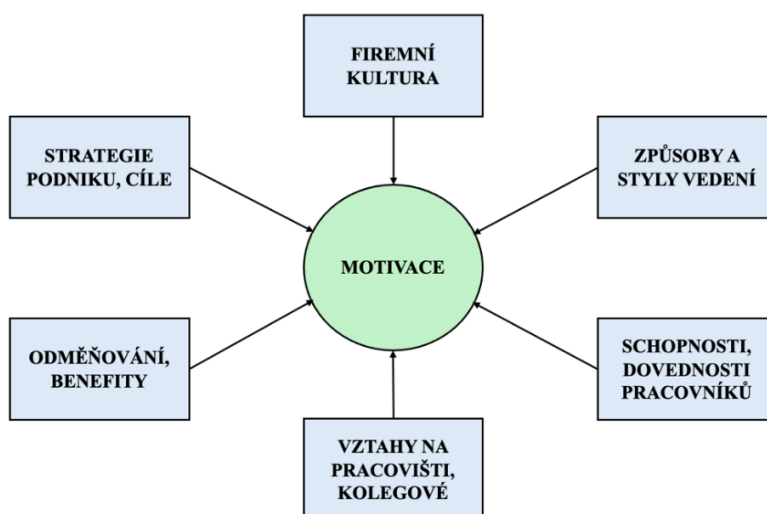 FIREMNÍ
KULTURA
STRATEGIE
PODNIKU, CÍLE
ZPŮSOBY A
STYLY VEDENÍ
MOTIVACE
ODMĚŇOVÁNÍ,
BENEFITY
SCHOPNOSTI,
DOVEDNOSTI
PRACOVNÍKŮ
VZTAHY NA
PRACOVIŠTI,
KOLEGOVÉ